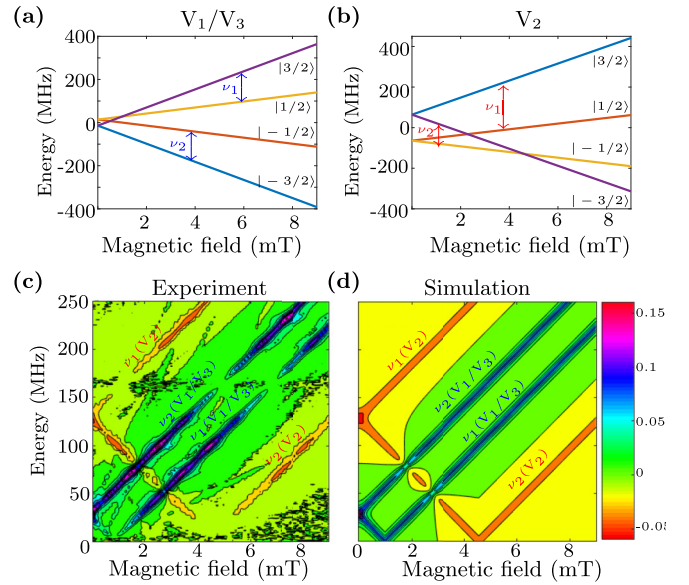 (a) V₁/V₃
Energy (MHz)
400
200
0
-200
-400
2 4 6 8
Magnetic field (mT)
ν₁
ν₂
|3/2⟩
|1/2⟩
| − 1/2⟩
| − 3/2⟩
(b) V₂
Energy (MHz)
400
200
0
-200
-400
0 2 4 6 8
Magnetic field (mT)
ν₁
ν₂
|3/2⟩
|1/2⟩
| − 1/2⟩
| − 3/2⟩
(c) Experiment
Energy (MHz)
250
200
150
100
50
0
0 2 4 6 8
Magnetic field (mT)
ν₁(V₂)
ν₂(V₁/V₃)
ν₁(V₁/V₃)
ν₂(V₂)
(d) Simulation
0 2 4 6 8
Magnetic field (mT)
ν₂(V₁/V₃)
ν₁(V₁/V₃)
ν₁(V₂)
ν₂(V₂)
0.15
0.1
0.05
0
-0.05